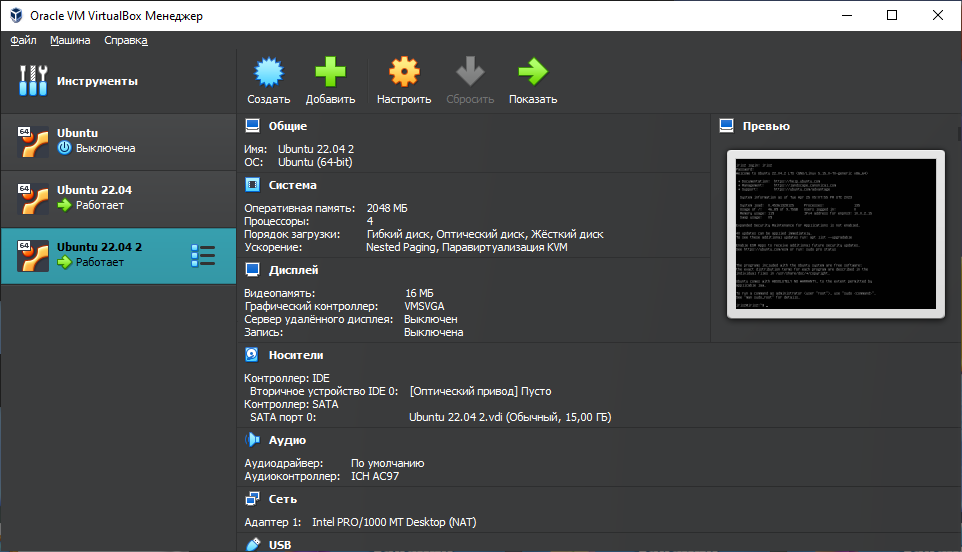 Oracle VM VirtualBox Менеджер
Файл Машина Справка
Инструменты
Создать Добавить Настроить Сбросить Показать
64
Ubuntu
Выключена
64
Ubuntu 22.04
Работает
64
Ubuntu 22.04 2
Работает
Общие
Имя: Ubuntu 22.04 2
ОС: Ubuntu (64-bit)
Система
Оперативная память: 2048 МБ
Процессоры: 4
Порядок загрузки: Гибкий диск, Оптический диск, Жёсткий диск
Ускорение: Nested Paging, Паравиртуализация KVM
Дисплей
Видеопамять: 16 МБ
Графический контроллер: VMSVGA
Сервер удалённого дисплея: Выключен
Запись: Выключена
Носители
Контроллер: IDE
Вторичное устройство IDE 0: [Оптический привод] Пусто
Контроллер: SATA
SATA порт 0: Ubuntu 22.04 2.vdi (Обычный, 15,00 ГБ)
Аудио
Аудиодрайвер: По умолчанию
Аудиоконтроллер: ICH AC97
Сеть
Адаптер 1: Intel PRO/1000 MT Desktop (NAT)
USB
Превью